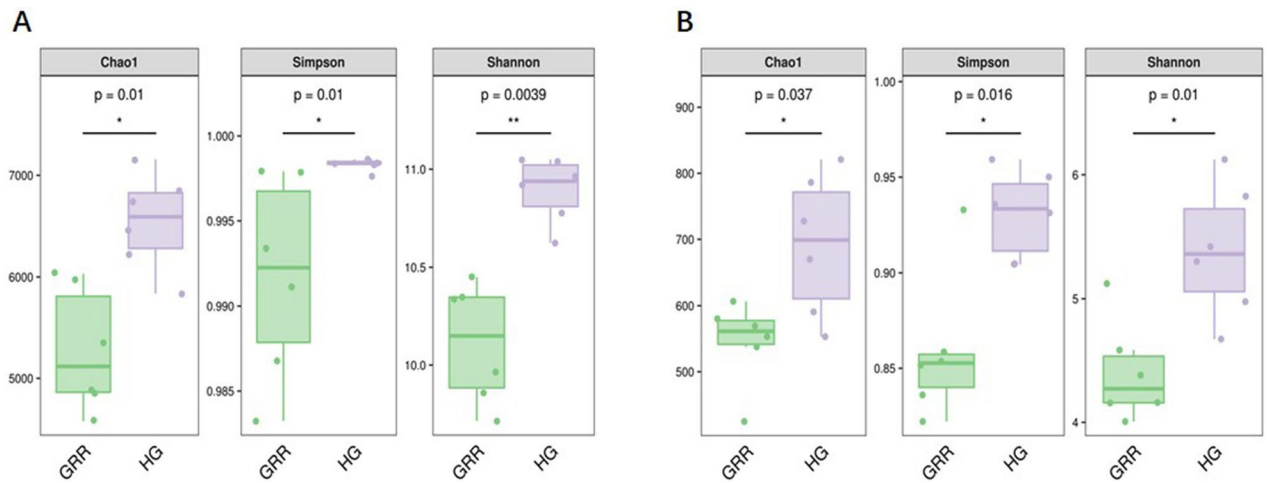 A
B
Chao1
Simpson
Shannon
Chao1
Simpson
Shannon
p = 0.01
p = 0.01
p = 0.0039
p = 0.037
p = 0.016
p = 0.01
*
*
**
*
*
*
7000
6000
5000
1.000
0.995
0.990
0.985
11.0
10.5
10.0
900
800
700
600
500
1.00
0.95
0.90
0.85
6
5
4
GRR
HG
GRR
HG
GRR
HG
GRR
HG
GRR
HG
GRR
HG